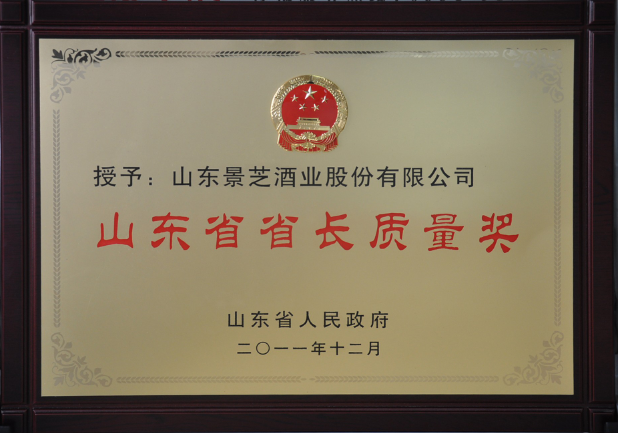 授予：山东景芝酒业股份有限公司
山东省省长质量奖
山东省人民政府
二〇一一年十二月